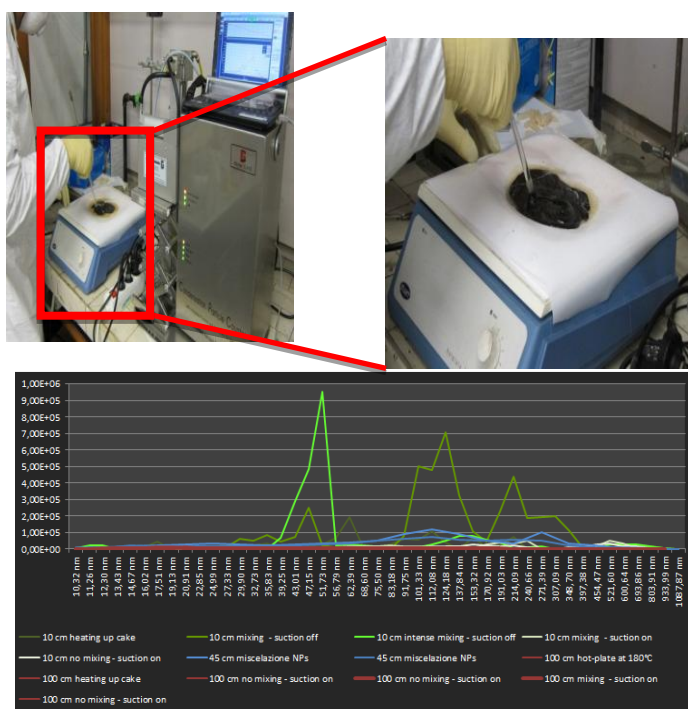 1,00E+06
9,00E+05
8,00E+05
7,00E+05
6,00E+05
5,00E+05
4,00E+05
3,00E+05
2,00E+05
1,00E+05
0,00E+00
10,32 nm
11,26 nm
12,30 nm
13,43 nm
14,67 nm
16,02 nm
17,51 nm
19,13 nm
20,91 nm
22,85 nm
24,99 nm
27,33 nm
29,90 nm
32,73 nm
35,83 nm
39,25 nm
43,01 nm
47,15 nm
51,73 nm
56,79 nm
62,39 nm
68,60 nm
75,50 nm
83,18 nm
91,75 nm
101,33 nm
112,08 nm
124,18 nm
137,84 nm
153,32 nm
170,92 nm
191,03 nm
214,09 nm
240,66 nm
271,39 nm
307,09 nm
348,70 nm
397,38 nm
454,47 nm
521,60 nm
600,64 nm
693,86 nm
803,91 nm
933,99 nm
1087,87 nm
10 cm heating up cake
10 cm mixing - suction off
10 cm intense mixing - suction off
10 cm mixing - suction on
10 cm no mixing - suction on
45 cm miscelazione NPs
45 cm miscelazione NPs
100 cm hot-plate at 180°C
100 cm heating up cake
100 cm no mixing - suction on
100 cm no mixing - suction on
100 cm mixing - suction on
100 cm no mixing - suction on